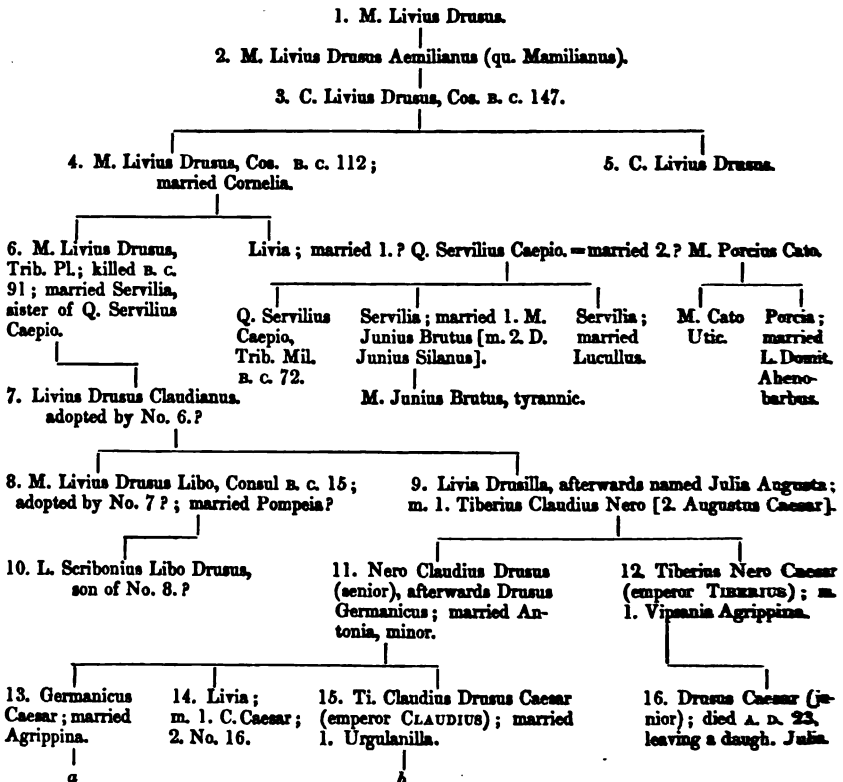 1. M. Livius Drusus.
2. M. Livius Drusus Aemilianus (qu. Mamilianus).
3. C. Livius Drusus, Cos. B. C. 147.
4. M. Livius Drusus, Cos. B. C. 112;
married Cornelia.
5. C. Livius Drusus.
6. M. Livius Drusus,
Trib. Pl.; killed B. C.
91; married Servilia,
sister of Q. Servilius
Caepio.
Livia; married 1.? Q. Servilius Caepio.=married 2.? M. Porcius Cato.
Q. Servilius
Caepio,
Trib. Mil.
B. C. 72.
Servilia; married 1. M.
Junius Brutus [m. 2. D.
Junius Silanus].
Servilia;
married
Lucullus.
M. Cato
Utic.
Porcia;
married
L. Domit.
Aheno-
barbus.
M. Junius Brutus, tyrannic.
7. Livius Drusus Claudianus.
adopted by No. 6.?
8. M. Livius Drusus Libo, Consul B. C. 15;
adopted by No. 7?; married Pompeia?
9. Livia Drusilla, afterwards named Julia Augusta;
m. 1. Tiberius Claudius Nero [2. Augustus Caesar].
10. L. Scribonius Libo Drusus,
son of No. 8.?
11. Nero Claudius Drusus
(senior), afterwards Drusus
Germanicus; married An-
tonia, minor.
12. Tiberius Nero Caesar
(emperor TIBERIUS); m.
1. Vipsania Agrippina.
13. Germanicus
Caesar; married
Agrippina.
14. Livia;
m. 1. C. Caesar;
2. No. 16.
15. Ti. Claudius Drusus Caesar
(emperor CLAUDIUS); married
1. Urgulanilla.
16. Drusus Caesar (ju-
nior); died A. D. 23,
leaving a daugh. Julia.
a
b